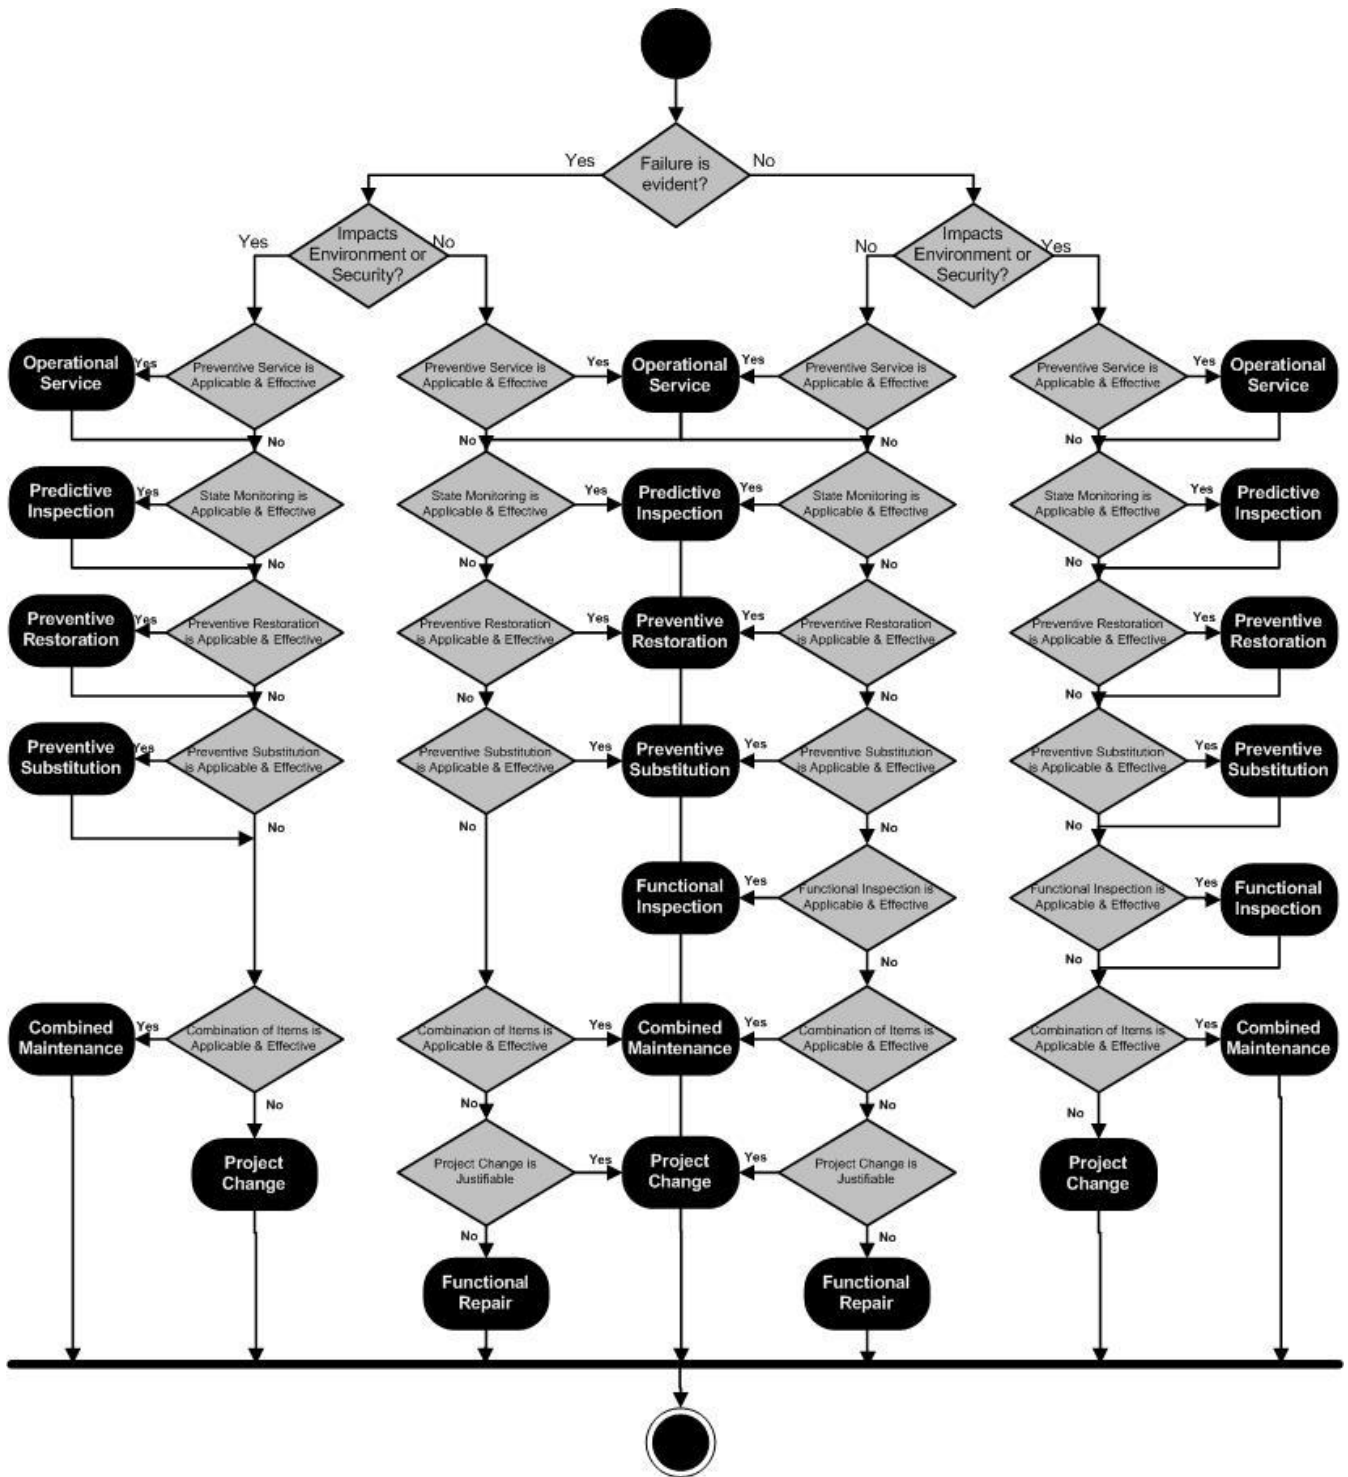 Failure is
evident?
Yes
No
Impacts
Environment or
Security?
Yes
No
Impacts
Environment or
Security?
No
Yes
Operational
Service
Yes
Preventive Service is
Applicable & Effective
Preventive Service is
Applicable & Effective
Yes
Operational
Service
Yes
Preventive Service is
Applicable & Effective
Preventive Service is
Applicable & Effective
Yes
Operational
Service
No
No
No
No
Predictive
Inspection
Yes
State Monitoring is
Applicable & Effective
State Monitoring is
Applicable & Effective
Yes
Predictive
Inspection
Yes
State Monitoring is
Applicable & Effective
State Monitoring is
Applicable & Effective
Yes
Predictive
Inspection
No
No
No
No
Preventive
Restoration
Yes
Preventive Restoration
is Applicable & Effective
Preventive Restoration
is Applicable & Effective
Yes
Preventive
Restoration
Yes
Preventive Restoration
is Applicable & Effective
Preventive Restoration
is Applicable & Effective
Yes
Preventive
Restoration
No
No
No
No
Preventive
Substitution
Yes
Preventive Substitution
is Applicable & Effective
Preventive Substitution
is Applicable & Effective
Yes
Preventive
Substitution
Yes
Preventive Substitution
is Applicable & Effective
Preventive Substitution
is Applicable & Effective
Yes
Preventive
Substitution
No
No
No
No
Functional
Inspection
Yes
Functional Inspection is
Applicable & Effective
Functional Inspection is
Applicable & Effective
Yes
Functional
Inspection
No
No
Combined
Maintenance
Yes
Combination of Items is
Applicable & Effective
Combination of Items is
Applicable & Effective
Yes
Combined
Maintenance
Yes
Combination of Items is
Applicable & Effective
Combination of Items is
Applicable & Effective
Yes
Combined
Maintenance
No
No
No
No
Project
Change
Project Change is
Justifiable
Yes
Project
Change
Yes
Project Change is
Justifiable
Project
Change
No
No
Functional
Repair
Functional
Repair